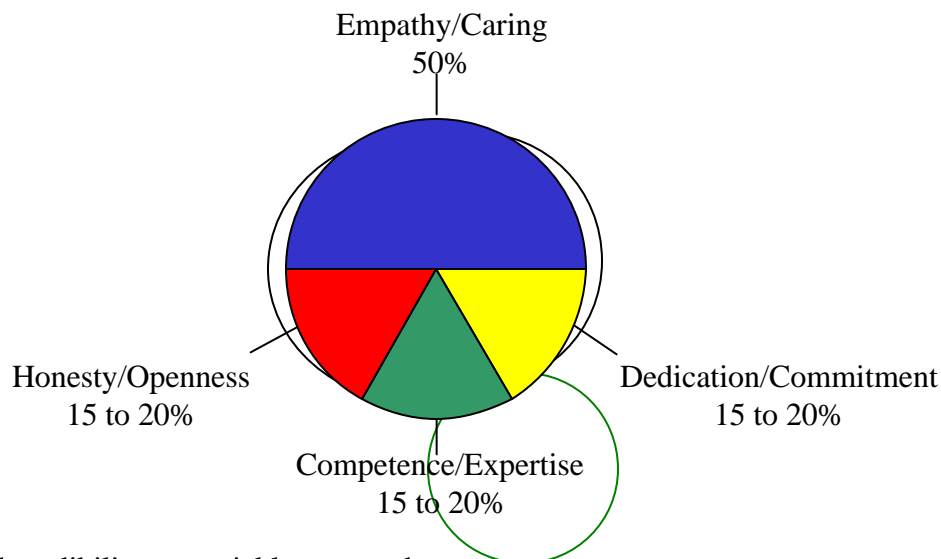 Empathy/Caring
50%
Honesty/Openness
15 to 20%
Dedication/Commitment
15 to 20%
Competence/Expertise
15 to 20%